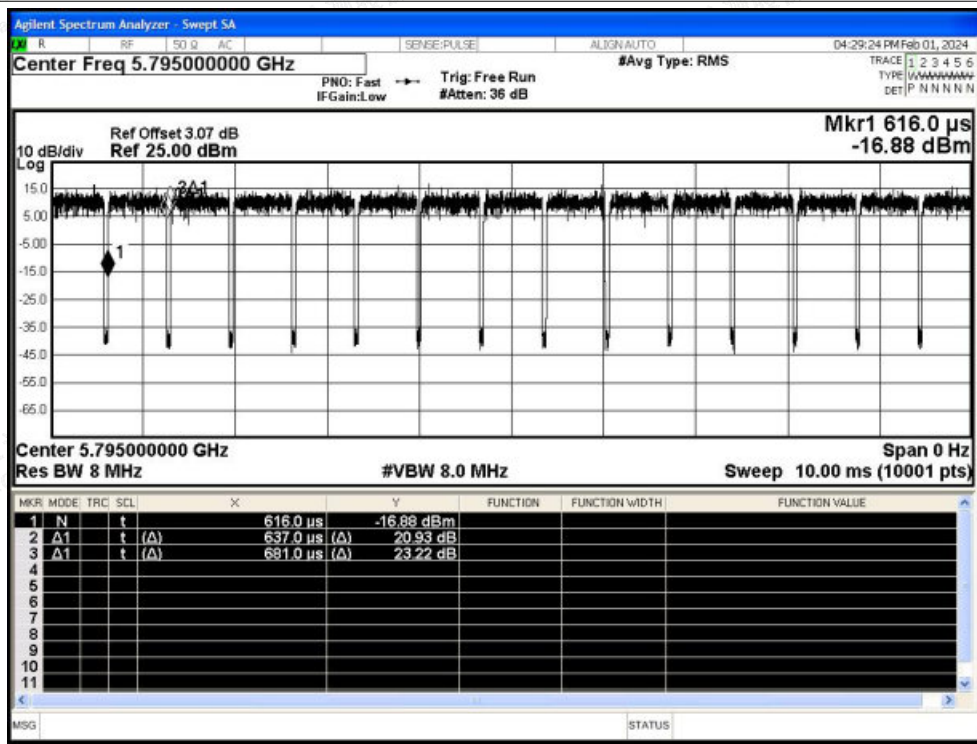 Agilent Spectrum Analyzer - Swept SA
R RF 50 Ω AC SENSE:PULSE ALIGN AUTO 04:29:24 PM Feb 01, 2024
Center Freq 5.795000000 GHz #Avg Type: RMS TRACE 1 2 3 4 5 6
PNO: Fast Trig: Free Run TYPE
IFGain:Low #Atten: 36 dB DET P N N N N N
Mkr1 616.0 µs
Ref Offset 3.07 dB
10 dB/div Ref 25.00 dBm -16.88 dBm
Log
15.0
5.00
-5.00
1
-15.0
-25.0
-35.0
-45.0
-55.0
-65.0
Center 5.795000000 GHz Span 0 Hz
Res BW 8 MHz #VBW 8.0 MHz Sweep 10.00 ms (10001 pts)
MKR MODE TRC SCL X Y FUNCTION FUNCTION WIDTH FUNCTION VALUE
1 N t 616.0 µs -16.88 dBm
2 Δ1 t (Δ) 637.0 µs (Δ) 20.93 dB
3 Δ1 t (Δ) 681.0 µs (Δ) 23.22 dB
4
5
6
7
8
9
10
11
MSG STATUS